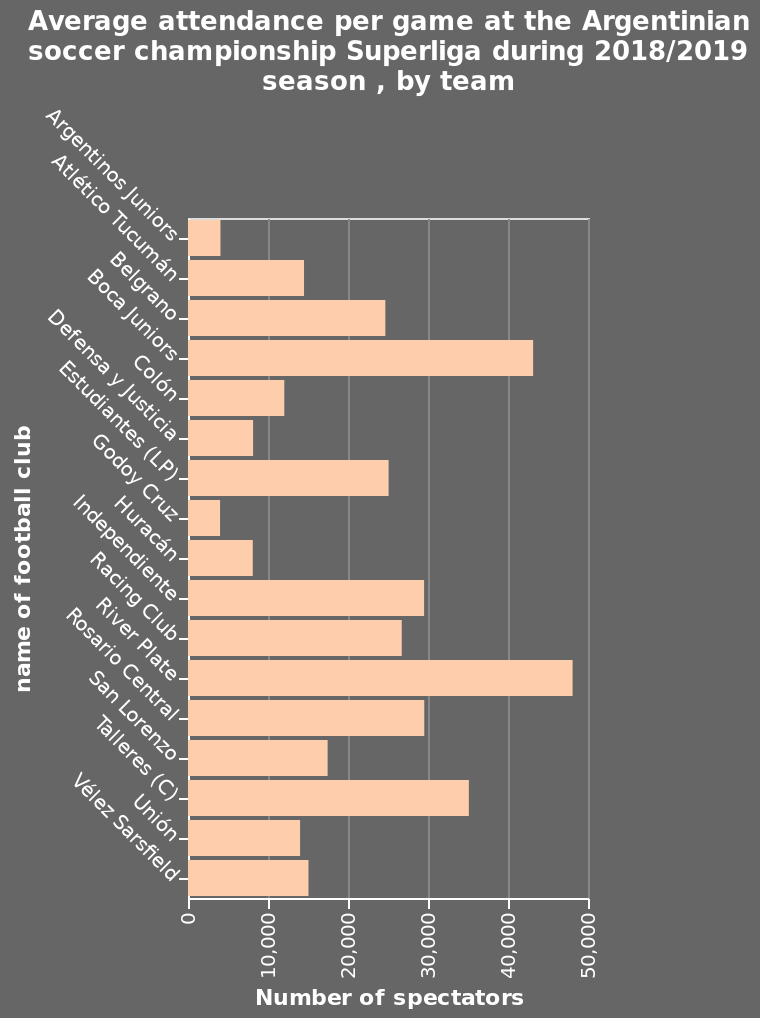 Average attendance per game at the Argentinian
soccer championship Superliga during 2018/2019
season , by team
name of football club
Argentinos Juniors
Atlético Tucumán
Belgrano
Boca Juniors
Colón
Defensa y Justicia
Estudiantes (LP)
Godoy Cruz
Huracán
Independiente
Racing Club
River Plate
Rosario Central
San Lorenzo
Talleres (C)
Unión
Vélez Sarsfield
0
10,000
20,000
30,000
40,000
50,000
Number of spectators